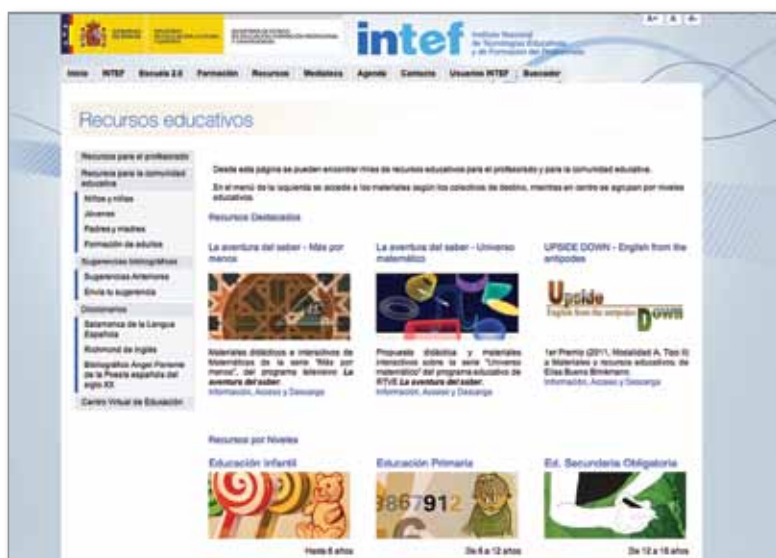 GOBIERNO DE ESPAÑA
intef
Instituto Nacional
de Tecnologías Educativas
y de Formación del Profesorado
A+ A A-
Inicio INTEF Escuela 2.0 Formación Recursos Mediateca Agenda Contacto Usuarios INTEF Buscador
Recursos educativos
Recursos para el profesorado
Recursos para la comunidad
educativa
Niños y niñas
Jóvenes
Padres y madres
Formación de adultos
Sugerencias bibliográficas
Sugerencias Anteriores
Envía tu sugerencia
Diccionarios
Salamanca de la Lengua
Española
Richmond de inglés
Bibliográfico Ángel Pariente
de la Poesía española del
siglo XX
Centro Virtual de Educación
Desde esta página se pueden encontrar miles de recursos educativos para el profesorado y para la comunidad educativa.
En el menú de la izquierda se accede a los materiales según los colectivos de destino, mientras en centro se agrupan por niveles
educativos.
Recursos Destacados
La aventura del saber - Más por
menos
Materiales didácticos e interactivos de
Matemáticas de la serie "Más por
menos", del programa televisivo La
aventura del saber.
Información, Acceso y Descarga
La aventura del saber - Universo
matemático
Propuesta didáctica y materiales
interactivos sobre la serie "Universo
matemático" del programa educativo de
RTVE La aventura del saber.
Información, Acceso y Descarga
UPSIDE DOWN - English from the
antipodes
Upside
English from the antipodes
Down
1er Premio (2011, Modalidad A, Tipo II)
a Materiales y recursos educativos, de
Elisa Buena Brinkmann.
Información, Acceso y Descarga
Recursos por Niveles
Educación Infantil
Hasta 6 años
Educación Primaria
3867912
6
De 6 a 12 años
Ed. Secundaria Obligatoria
De 12 a 16 años